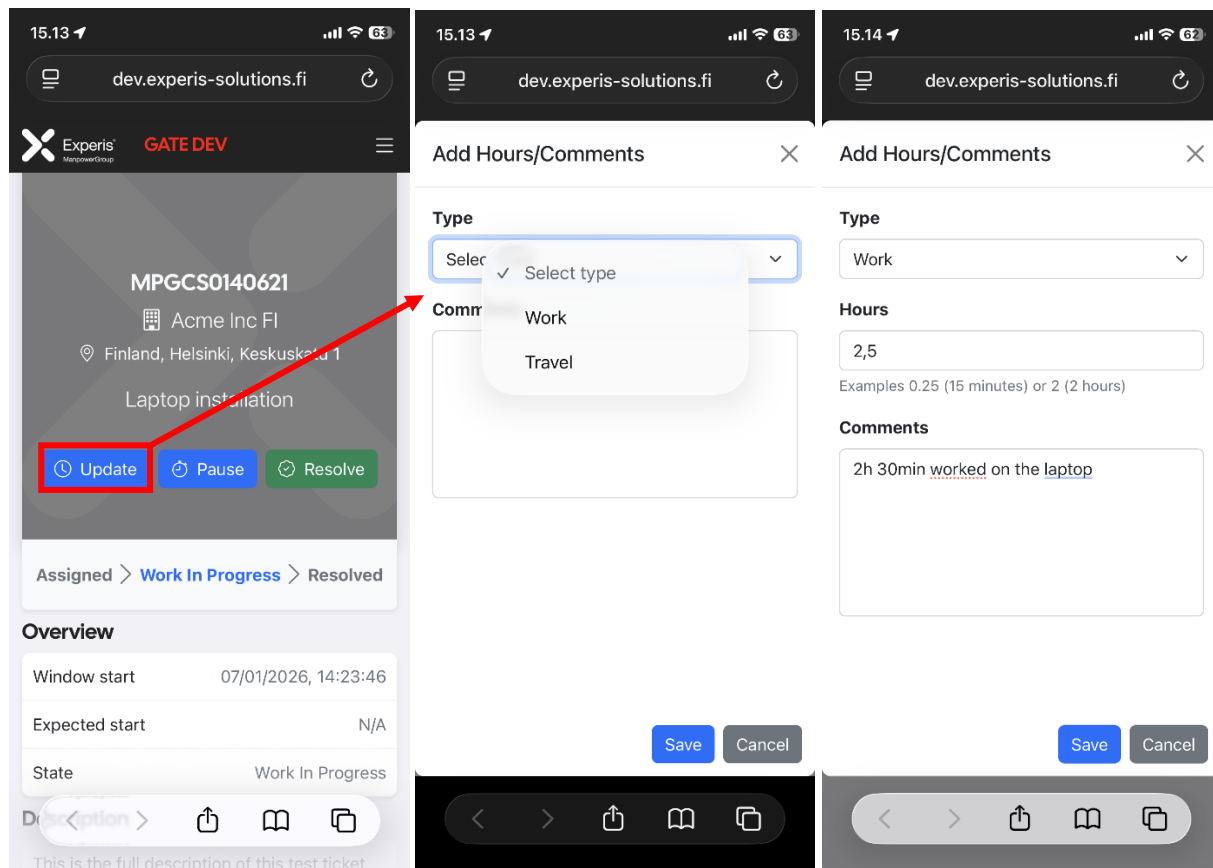 15.13
63
dev.experis-solutions.fi
Experis
ManpowerGroup
GATE DEV
MPGCS0140621
Acme Inc FI
Finland, Helsinki, Keskuskatu 1
Laptop installation
Update
Pause
Resolve
Assigned
Work In Progress
Resolved
Overview
Window start 07/01/2026, 14:23:46
Expected start N/A
State Work In Progress
Description
This is the full description of this test ticket
15.13
63
dev.experis-solutions.fi
Add Hours/Comments
Type
Select type
Work
Travel
Save
Cancel
15.14
62
dev.experis-solutions.fi
Add Hours/Comments
Type
Work
Hours
2,5
Examples 0.25 (15 minutes) or 2 (2 hours)
Comments
2h 30min worked on the laptop
Save
Cancel